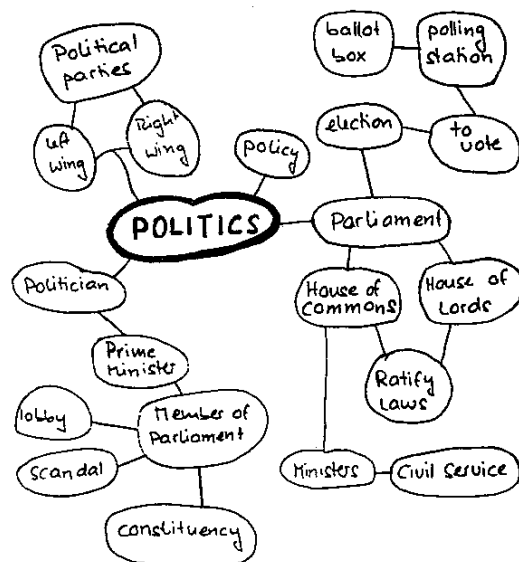 Political
parties
left
wing
Right
wing
policy
POLITICS
ballot
box
polling
station
election
to
vote
Parliament
House of
Commons
House of
Lords
Ratify
Laws
Ministers
Civil Service
Politician
Prime
Minister
Member of
Parliament
lobby
scandal
constituency